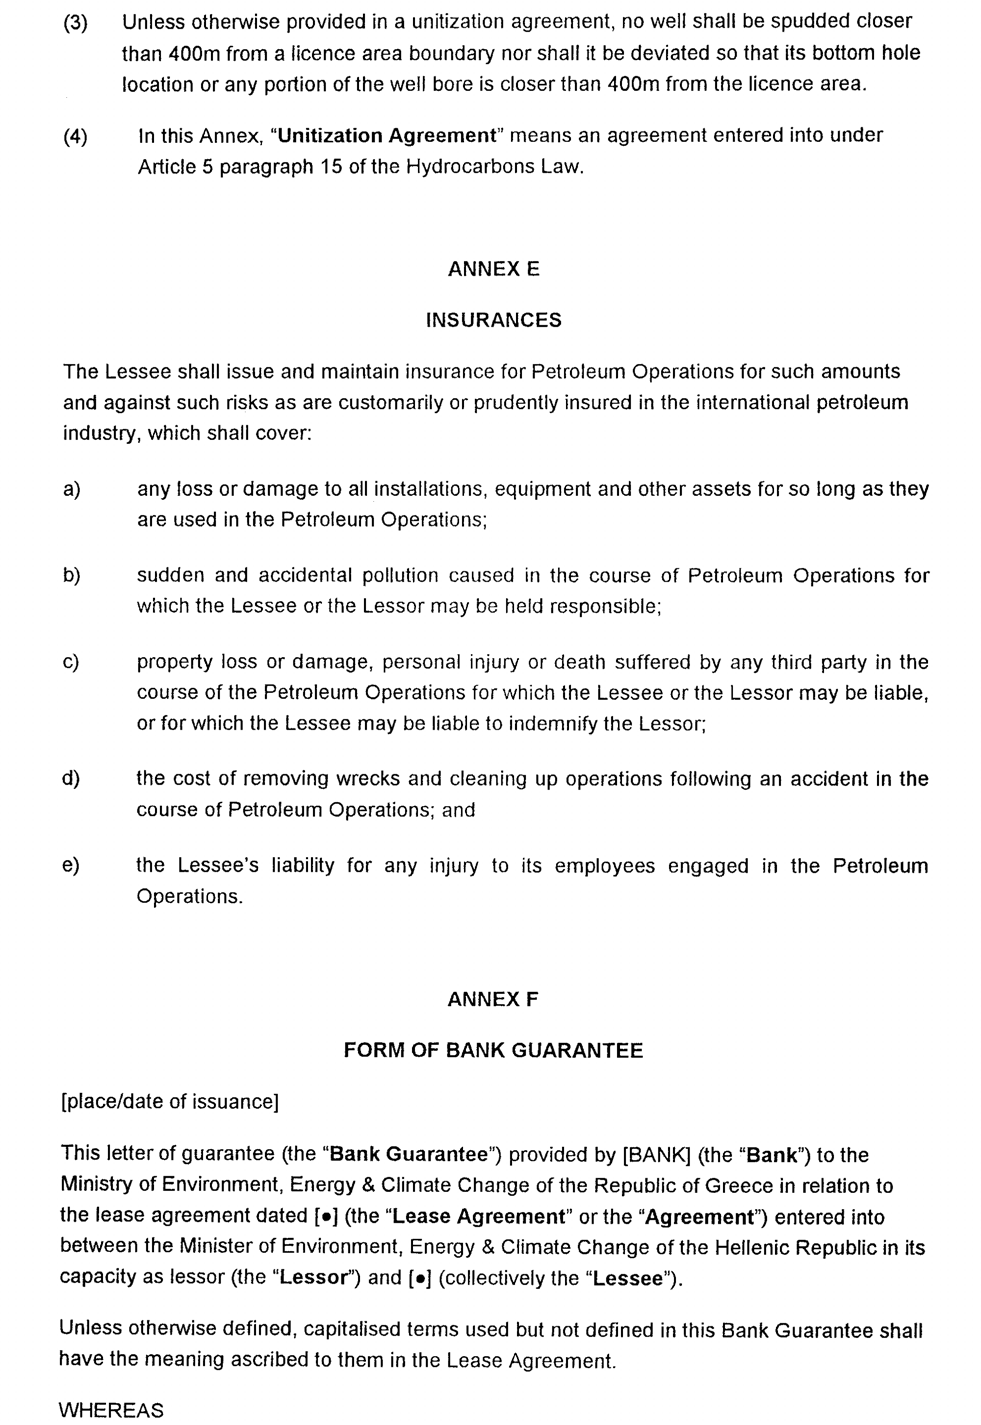 (3) Unless otherwise provided in a unitization agreement, no well shall be spudded closer
than 400m from a licence area boundary nor shall it be deviated so that its bottom hole
location or any portion of the well bore is closer than 400m from the licence area.
(4) In this Annex, “Unitization Agreement” means an agreement entered into under
Article 5 paragraph 15 of the Hydrocarbons Law.
ANNEX E
INSURANCES
The Lessee shall issue and maintain insurance for Petroleum Operations for such amounts
and against such risks as are customarily or prudently insured in the international petroleum
industry, which shall cover:
a) any loss or damage to all installations, equipment and other assets for so long as they
are used in the Petroleum Operations;
b) sudden and accidental pollution caused in the course of Petroleum Operations for
which the Lessee or the Lessor may be held responsible;
c) property loss or damage, personal injury or death suffered by any third party in the
course of the Petroleum Operations for which the Lessee or the Lessor may be liable,
or for which the Lessee may be liable to indemnify the Lessor;
d) the cost of removing wrecks and cleaning up operations following an accident in the
course of Petroleum Operations; and
e) the Lessee’s liability for any injury to its employees engaged in the Petroleum
Operations.
ANNEX F
FORM OF BANK GUARANTEE
[place/date of issuance]
This letter of guarantee (the “Bank Guarantee”) provided by [BANK] (the “Bank”) to the
Ministry of Environment, Energy & Climate Change of the Republic of Greece in relation to
the lease agreement dated [•] (the “Lease Agreement” or the “Agreement”) entered into
between the Minister of Environment, Energy & Climate Change of the Hellenic Republic in its
capacity as lessor (the “Lessor”) and [•] (collectively the “Lessee”).
Unless otherwise defined, capitalised terms used but not defined in this Bank Guarantee shall
have the meaning ascribed to them in the Lease Agreement.
WHEREAS